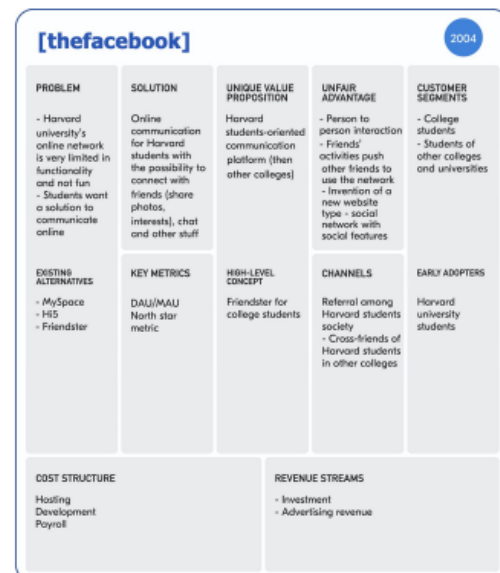 [thefacebook]
2004
PROBLEM
- Harvard
university's
online network
is very limited in
functionality
and not fun
- Students want
a solution to
communicate
online
SOLUTION
Online
communication
for Harvard
students with
the possibility to
connect with
friends (share
photos,
interests), chat
and other stuff
UNIQUE VALUE
PROPOSITION
Harvard
students-oriented
communication
platform (then
other colleges)
UNFAIR
ADVANTAGE
- Person to
person interaction
- Friends'
activities push
other friends to
use the network
- Invention of a
new website
type - social
network with
social features
CUSTOMER
SEGMENTS
- College
students
- Students of
other colleges
and universities
EXISTING
ALTERNATIVES
- MySpace
- Hi5
- Friendster
KEY METRICS
DAU/MAU
North star
metric
HIGH-LEVEL
CONCEPT
Friendster for
college students
CHANNELS
Referral among
Harvard students
society
- Cross-friends of
Harvard students
in other colleges
EARLY ADOPTERS
Harvard
university
students
COST STRUCTURE
Hosting
Development
Payroll
REVENUE STREAMS
- Investment
- Advertising revenue